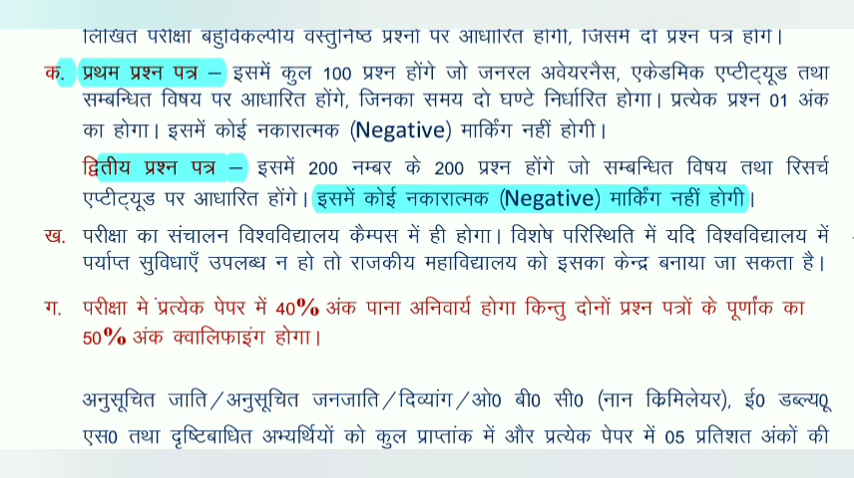 लिखित परीक्षा बहुविकल्पीय वस्तुनिष्ठ प्रश्नों पर आधारित होगी, जिसमें दो प्रश्न पत्र होंगे।
क. प्रथम प्रश्न पत्र – इसमें कुल 100 प्रश्न होंगे जो जनरल अवेयरनैस, एकेडमिक एप्टीट्यूड तथा
सम्बन्धित विषय पर आधारित होंगे, जिनका समय दो घण्टे निर्धारित होगा। प्रत्येक प्रश्न 01 अंक
का होगा। इसमें कोई नकारात्मक (Negative) मार्किंग नहीं होगी।
द्वितीय प्रश्न पत्र – इसमें 200 नम्बर के 200 प्रश्न होंगे जो सम्बन्धित विषय तथा रिसर्च
एप्टीट्यूड पर आधारित होंगे। इसमें कोई नकारात्मक (Negative) मार्किंग नहीं होगी।
ख. परीक्षा का संचालन विश्वविद्यालय कैम्पस में ही होगा। विशेष परिस्थिति में यदि विश्वविद्यालय में
पर्याप्त सुविधाएँ उपलब्ध न हो तो राजकीय महाविद्यालय को इसका केन्द्र बनाया जा सकता है।
ग. परीक्षा मे प्रत्येक पेपर में 40% अंक पाना अनिवार्य होगा किन्तु दोनों प्रश्न पत्रों के पूर्णांक का
50% अंक क्वालिफाइंग होगा।
अनुसूचित जाति/अनुसूचित जनजाति/दिव्यांग/ओ0 बी0 सी0 (नान क्रिमिलेयर), ई0 डब्ल्यू0
एस0 तथा दृष्टिबाधित अभ्यर्थियों को कुल प्राप्तांक में और प्रत्येक पेपर में 05 प्रतिशत अंकों की